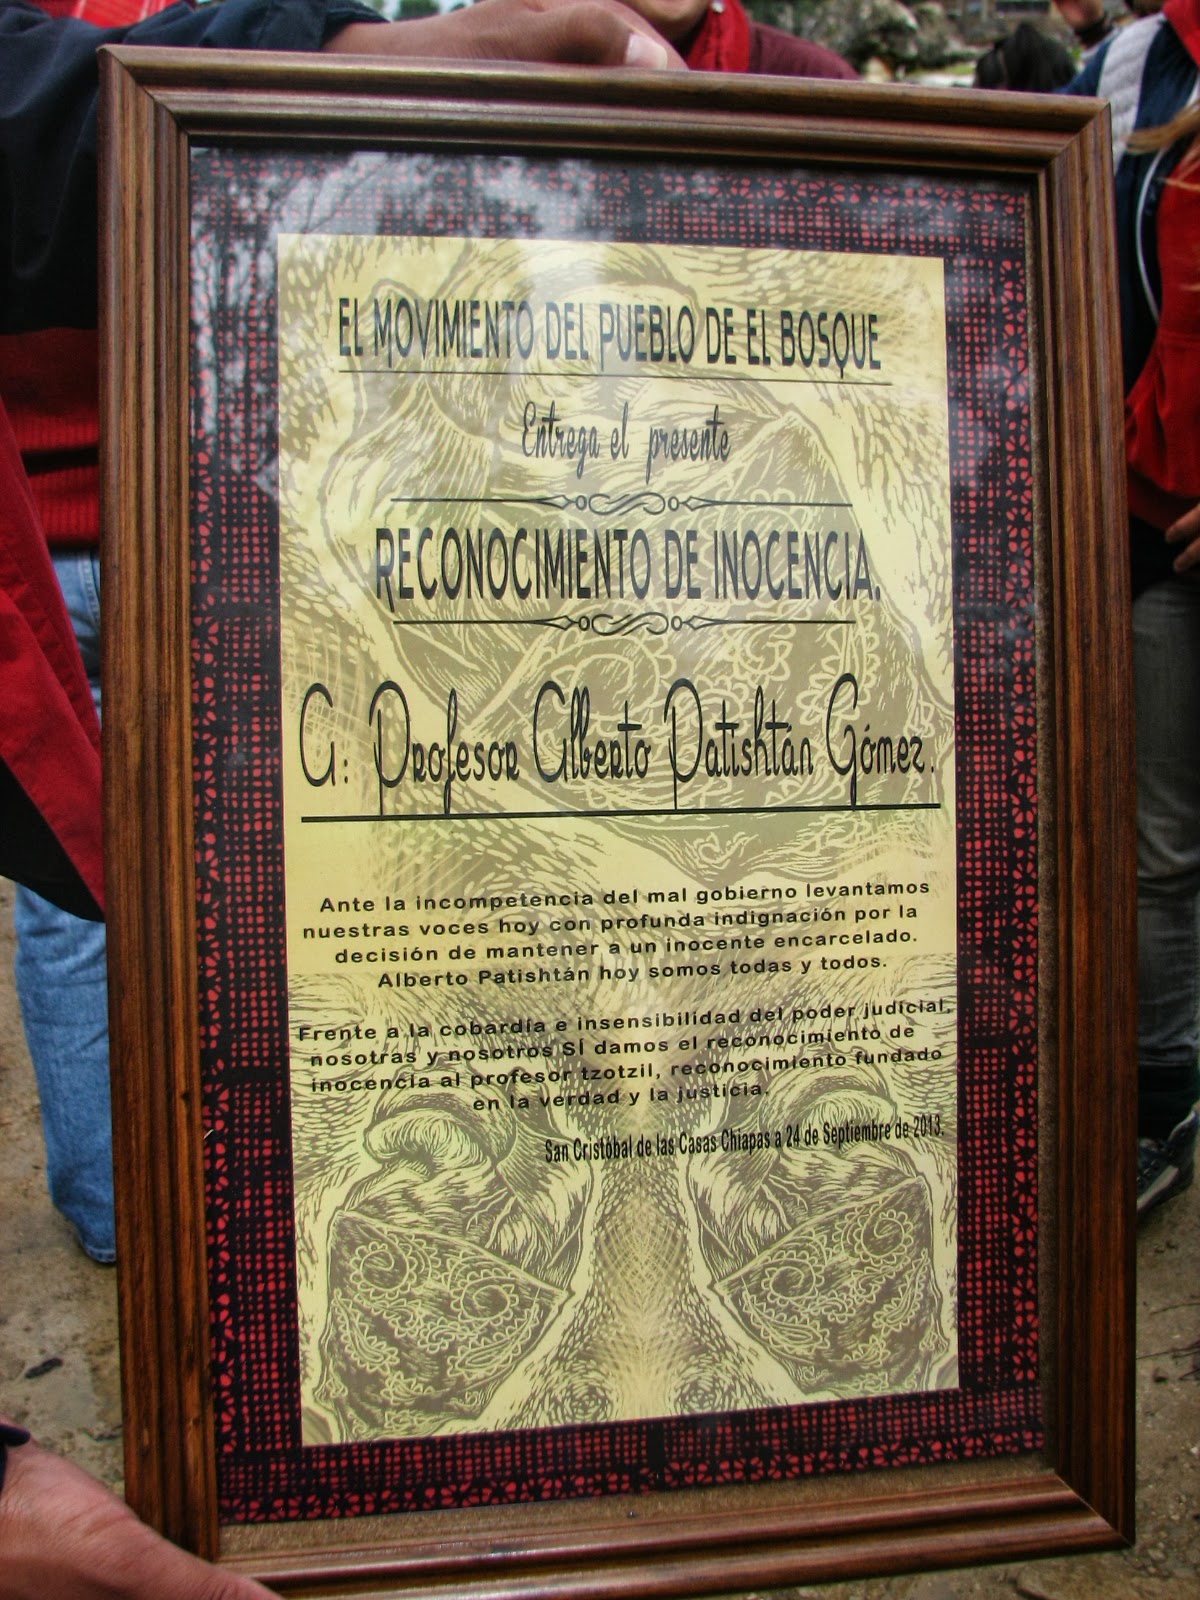 EL MOVIMIENTO DEL PUEBLO DE EL BOSQUE
Entrega el presente
RECONOCIMIENTO DE INOCENCIA.
A: Profesor Alberto Patishtán Gómez.
Ante la incompetencia del mal gobierno levantamos
nuestras voces hoy con profunda indignación por la
decisión de mantener a un inocente encarcelado.
Alberto Patishtán hoy somos todas y todos.
Frente a la cobardía e insensibilidad del poder judicial,
nosotras y nosotros SÍ damos el reconocimiento de
inocencia al profesor tzotzil, reconocimiento fundado
en la verdad y la justicia.
San Cristóbal de las Casas Chiapas a 24 de Septiembre de 2013.